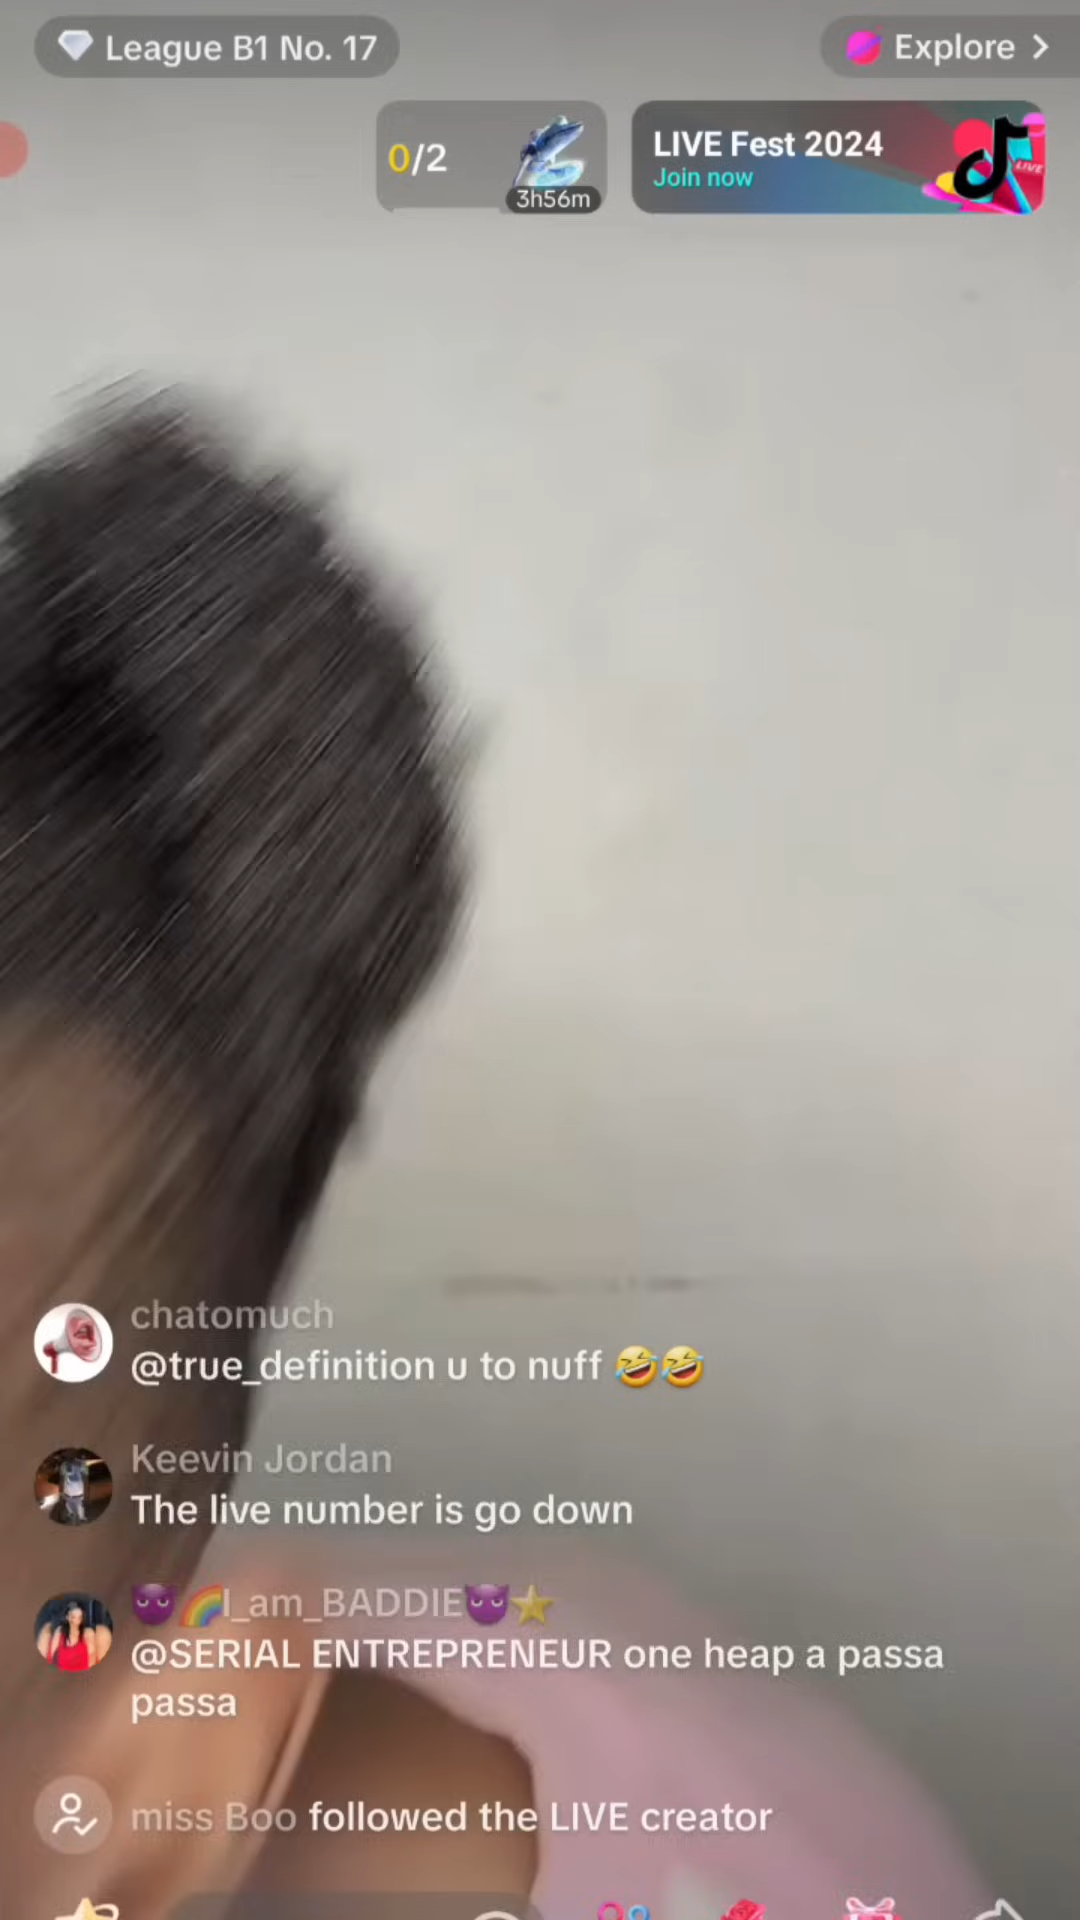 League B1 No. 17
Explore
0/2
3h56m
LIVE Fest 2024
Join now
LIVE
chatomuch
@true_definition u to nuff 🤣🤣
Keevin Jordan
The live number is go down
😈🌈I_am_BADDIE😈⭐
@SERIAL ENTREPRENEUR one heap a passa
passa
miss Boo followed the LIVE creator